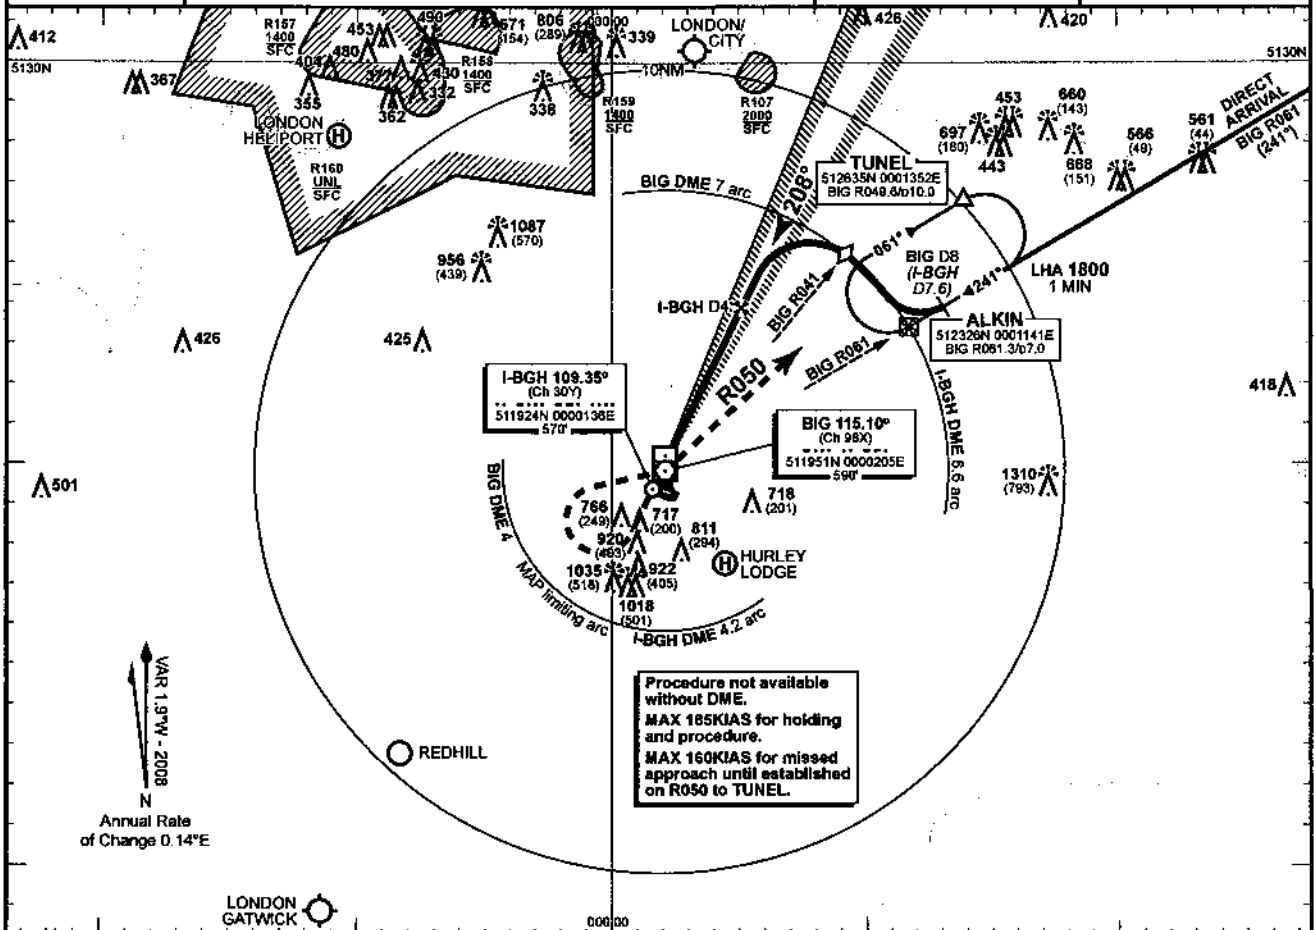 412
5130N
367
R157
1400
SFC
453
480
404
355
377
362
490
430
332
R158
1400
SFC
671
(154)
806
(289)
338
000:00
339
LONDON/
CITY
10NM
R159
1400
SFC
R107
2000
SFC
426
420
5130N
LONDON
HELIPORT
H
R160
UNL
SFC
697
(180)
453
443
660
(143)
668
(151)
566
(49)
561
(44)
DIRECT
ARRIVAL
BIG R061
(241°)
BIG DME 7 arc
208°
TUNEL
512635N 0001352E
BIG R049.6/D10.0
1087
(570)
956
(439)
061°
BIG D8
(I-BGH
D7.6)
241°
LHA 1800
1 MIN
426
425
I-BGH D4
BIG R041
BIG R061
R050
ALKIN
512326N 0001141E
BIG R061.3/D7.0
418
I-BGH 109.35°
(Ch 30Y)
511924N 0000136E
570'
BIG 115.10°
(Ch 98X)
511951N 0000205E
590'
I-BGH DME 6.6 arc
1310
(793)
501
BIG DME 4
MAP limiting arc
I-BGH DME 4.2 arc
766
(249)
717
(200)
718
(201)
920
(403)
811
(294)
1035
(518)
922
(405)
1018
(501)
H
HURLEY
LODGE
VAR 1.9°W - 2008
N
Annual Rate
of Change 0.14°E
REDHILL
Procedure not available
without DME.
MAX 185KIAS for holding
and procedure.
MAX 160KIAS for missed
approach until established
on R050 to TUNEL.
LONDON
GATWICK
000:00